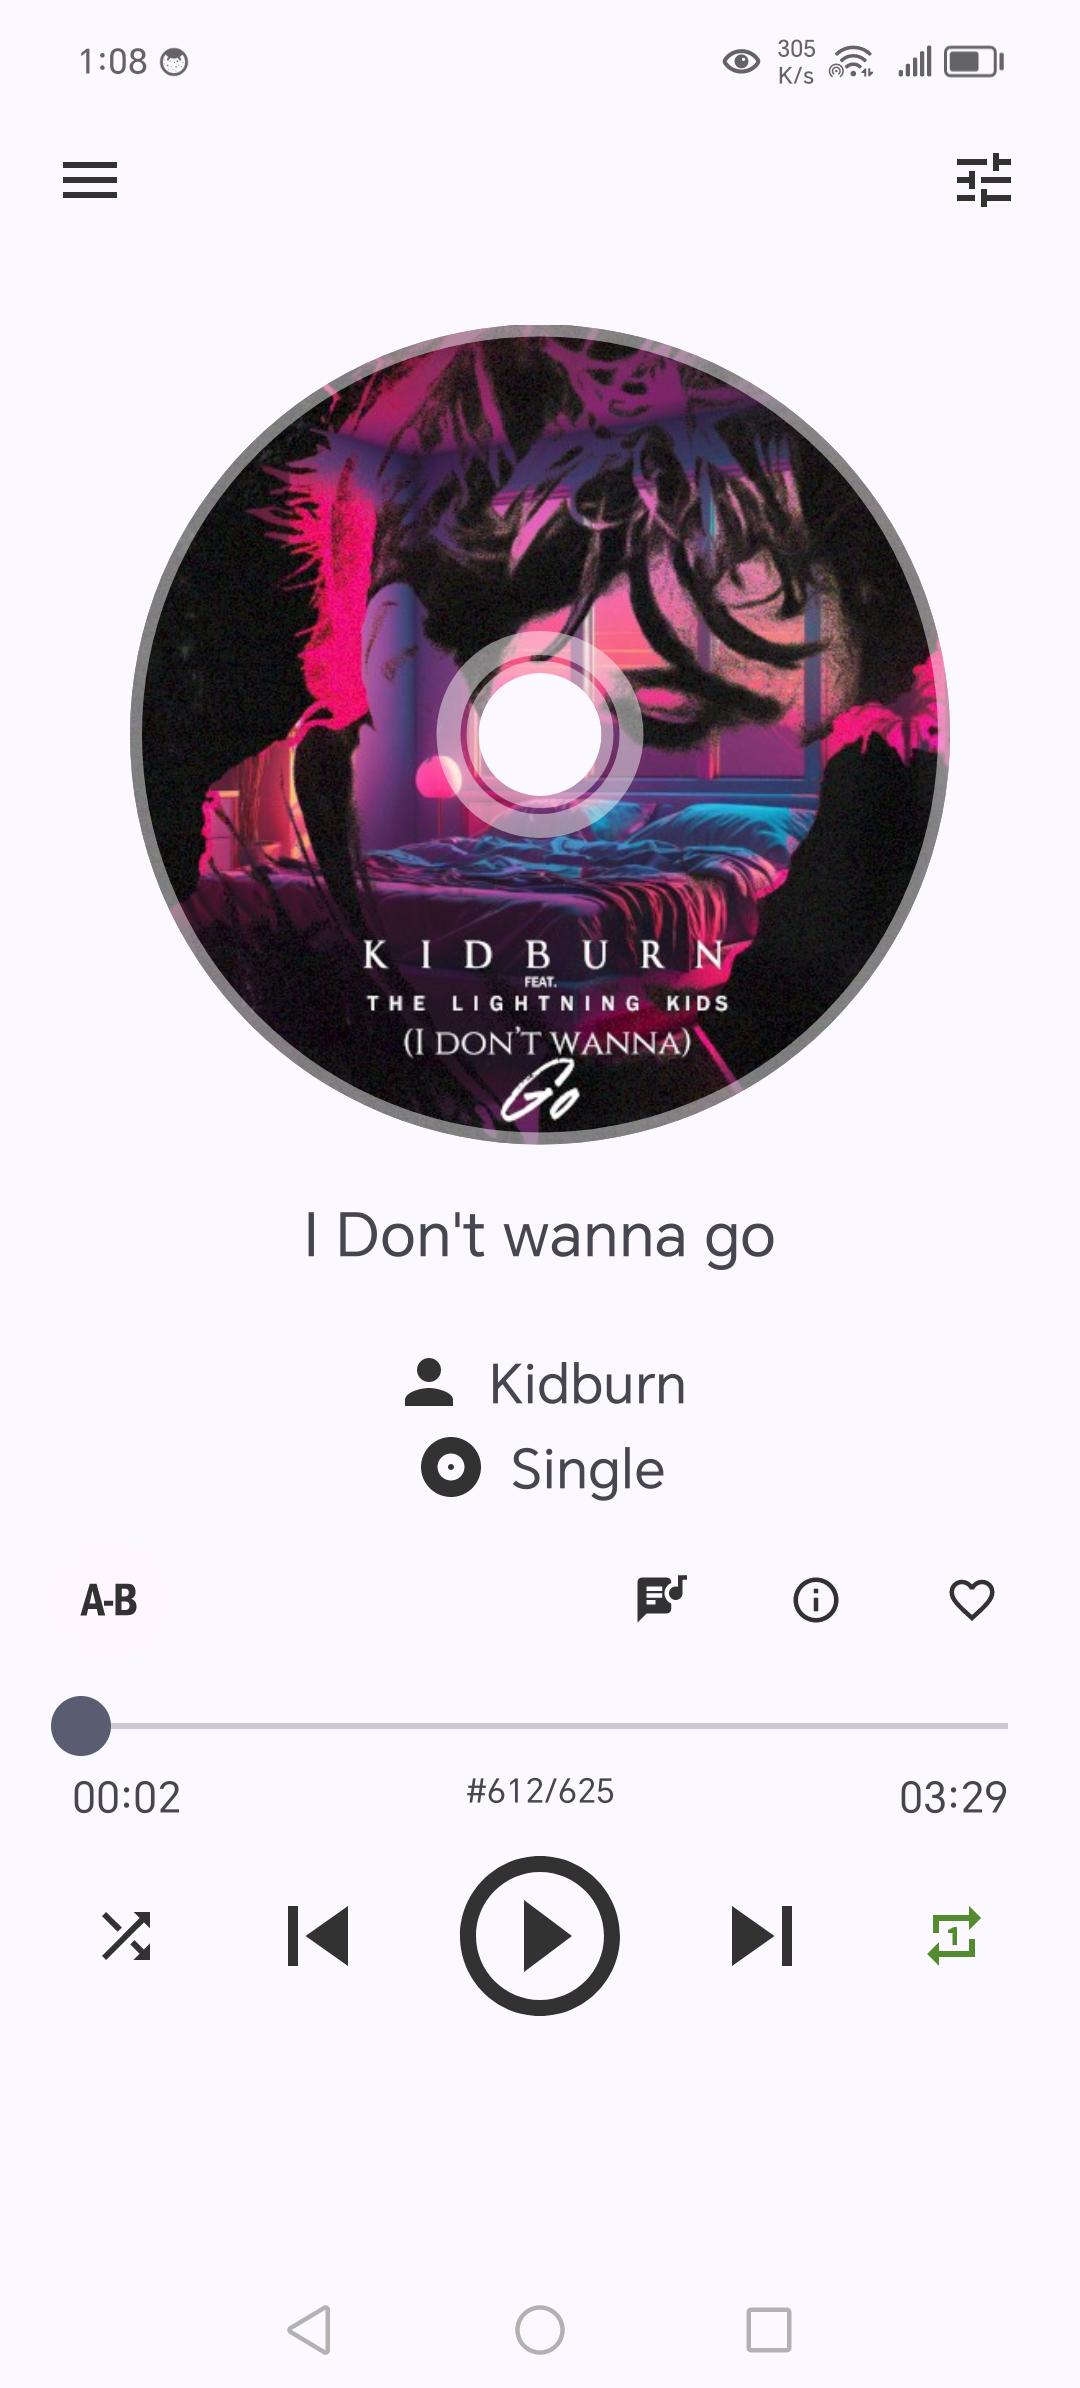 1:08
305
K/s
KIDBURN
FEAT.
THE LIGHTNING KIDS
(I DON'T WANNA)
Go
I Don't wanna go
Kidburn
Single
A-B
00:02
#612/625
03:29
1